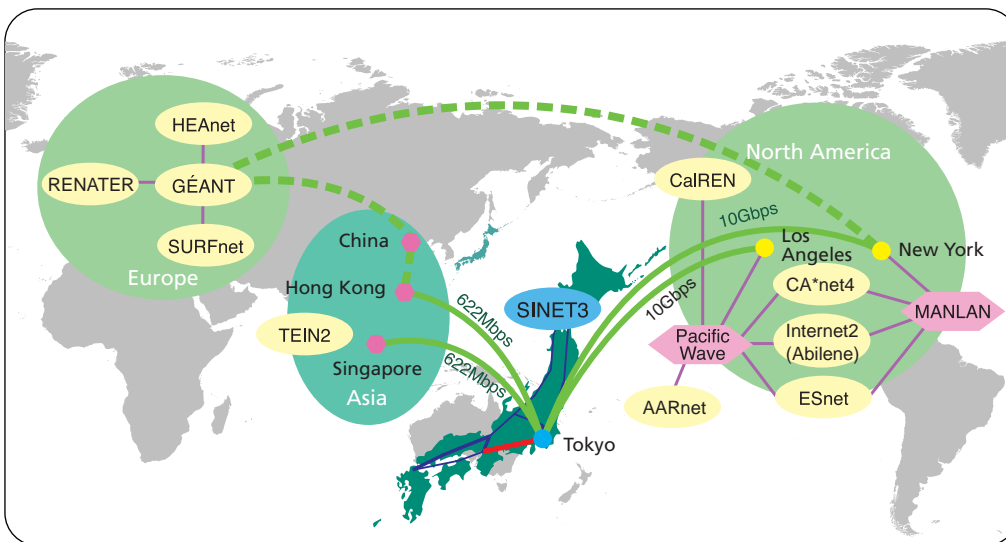 HEAnet
RENATER
GÉANT
SURFnet
Europe
China
Hong Kong
TEIN2
Singapore
Asia
622Mbps
622Mbps
SINET3
Tokyo
10Gbps
10Gbps
North America
CalREN
Los
Angeles
New York
CA*net4
MANLAN
Pacific
Wave
Internet2
(Abilene)
ESnet
AARnet